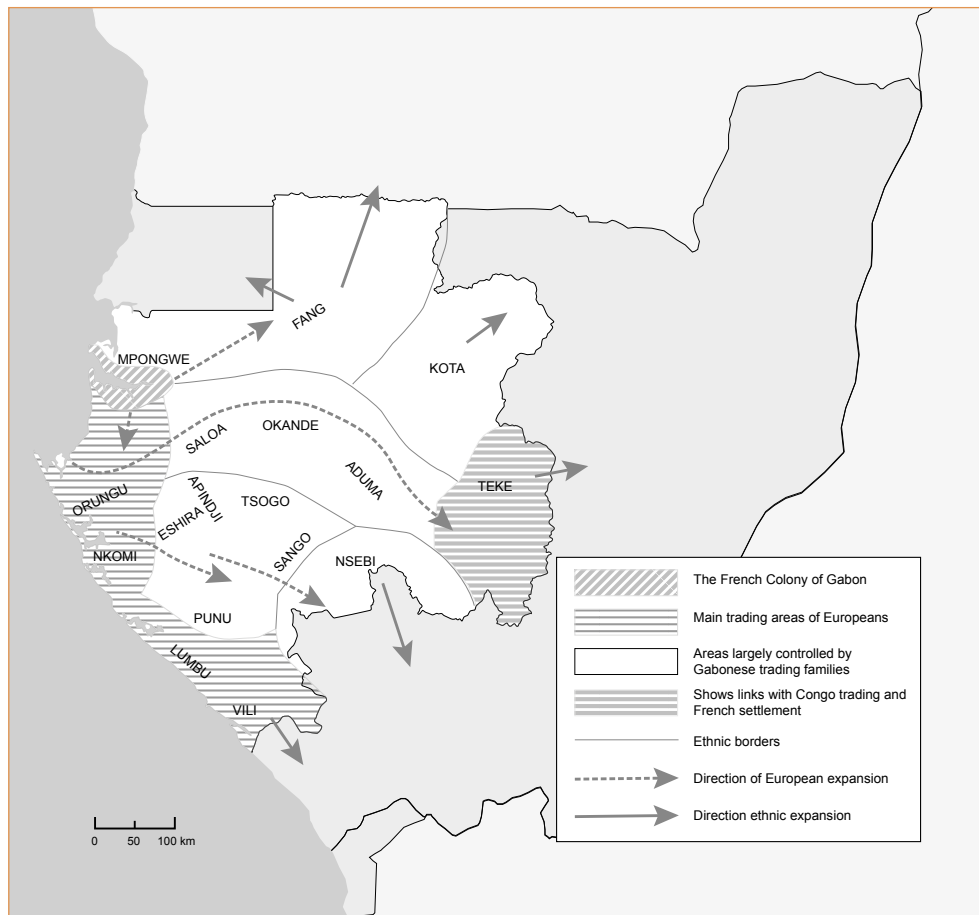 FANG
MPONGWE
KOTA
OKANDE
SALOA
ADUMA
TEKE
APINDJI
TSOGO
ORUNGU
ESHIRA
SANGO
NKOMI
NSEBI
PUNU
LUMBU
VILI
The French Colony of Gabon
Main trading areas of Europeans
Areas largely controlled by
Gabonese trading families
Shows links with Congo trading and
French settlement
Ethnic borders
Direction of European expansion
Direction ethnic expansion
0 50 100 km